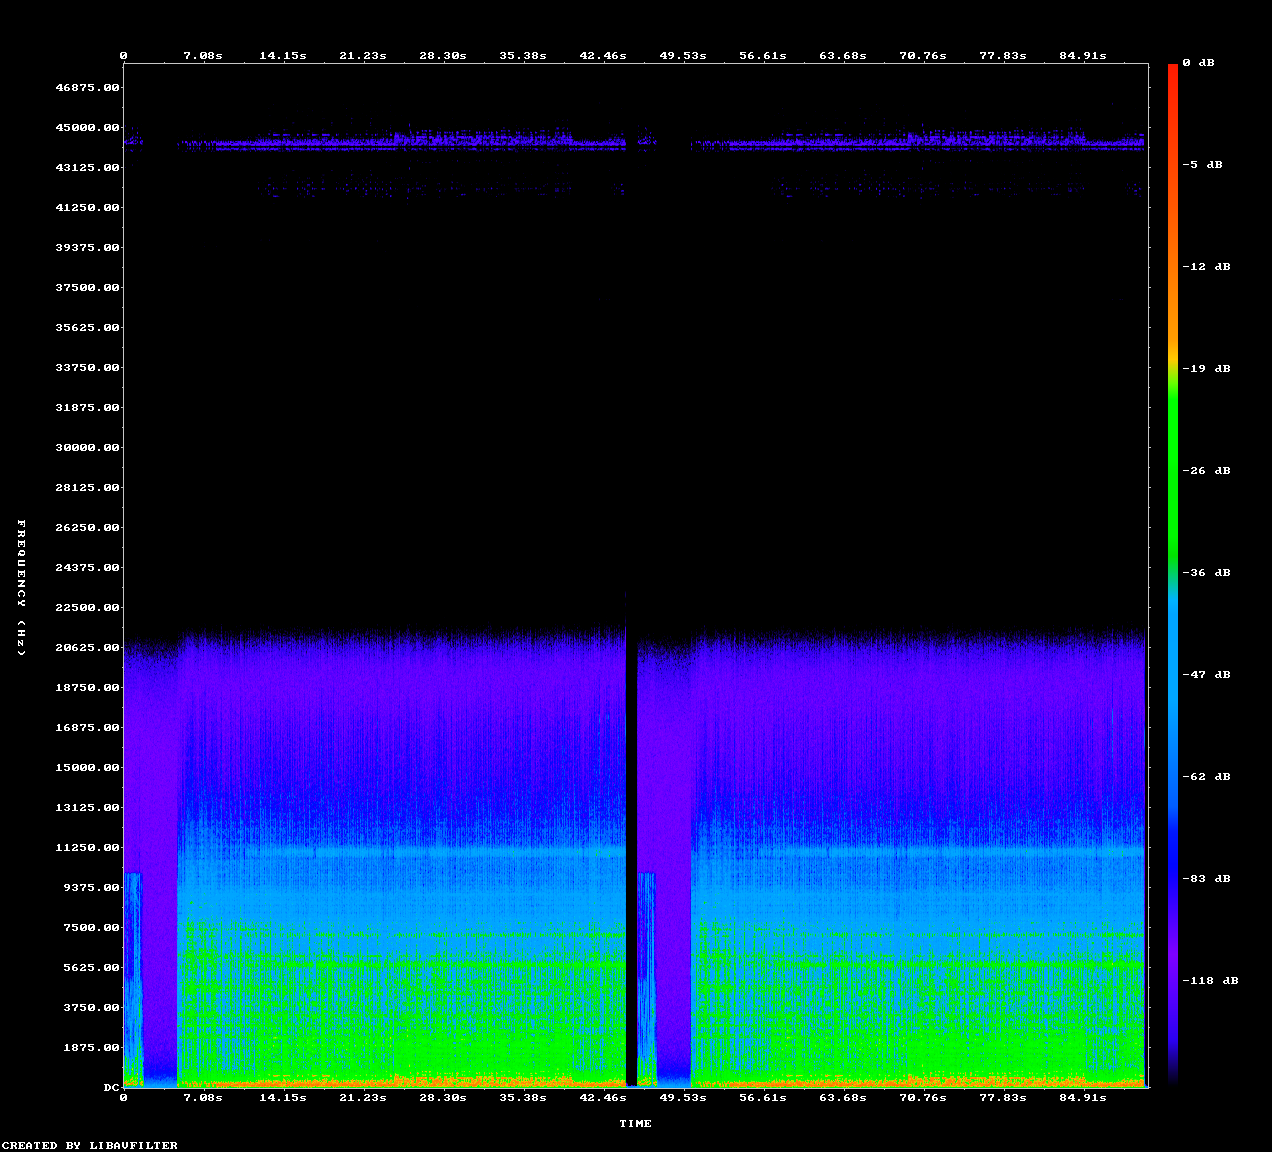 0 7.08s 14.15s 21.23s 28.30s 35.38s 42.46s 49.53s 56.61s 63.68s 70.76s 77.83s 84.91s
0 dB
46875.00
45000.00
-5 dB
43125.00
41250.00
39375.00
-12 dB
37500.00
35625.00
33750.00
-19 dB
31875.00
30000.00
-26 dB
28125.00
26250.00
24375.00
-36 dB
22500.00
FREQUENCY (Hz)
20625.00
-47 dB
18750.00
16875.00
15000.00
-62 dB
13125.00
11250.00
-83 dB
9375.00
7500.00
5625.00
-118 dB
3750.00
1875.00
DC
0 7.08s 14.15s 21.23s 28.30s 35.38s 42.46s 49.53s 56.61s 63.68s 70.76s 77.83s 84.91s
TIME
CREATED BY LIBAVFILTER